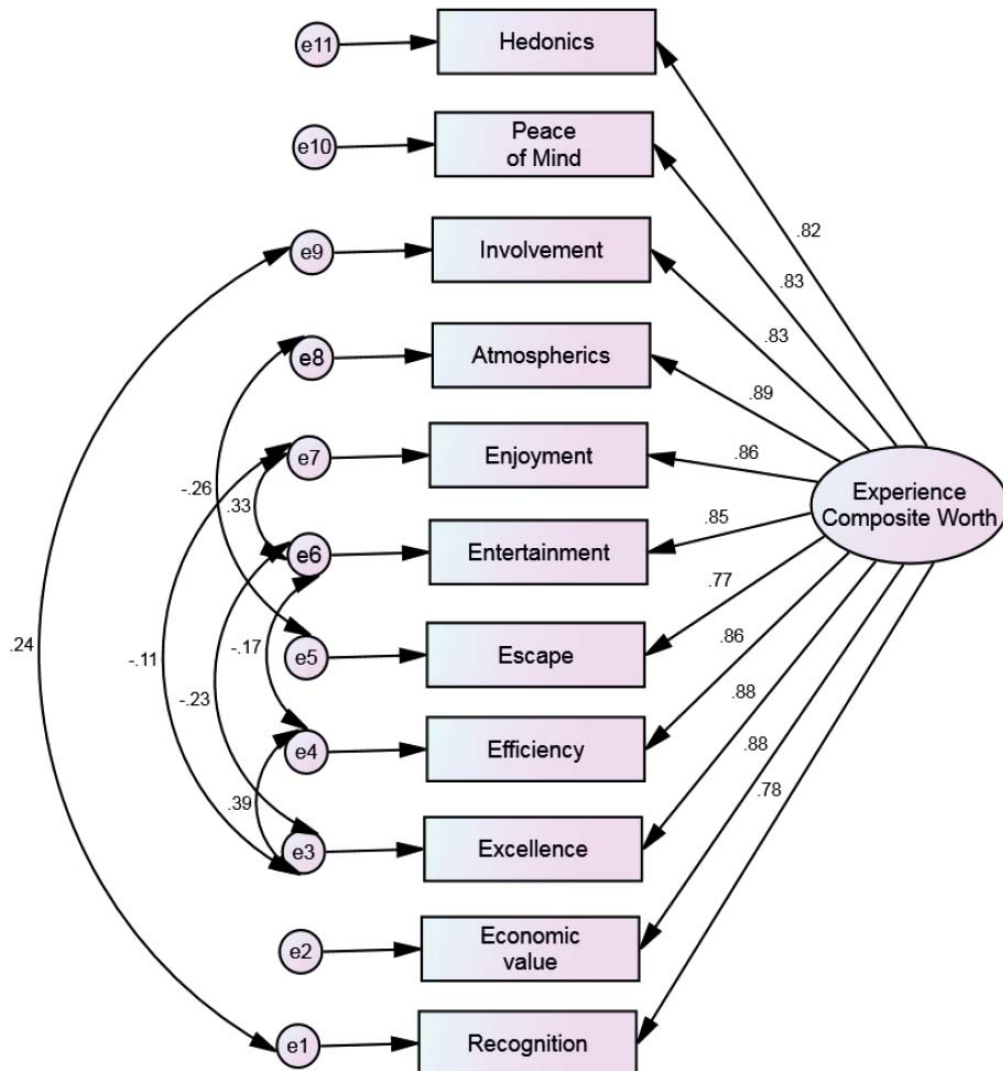 e11
Hedonics
e10
Peace
of Mind
.82
e9
Involvement
.83
.83
e8
Atmospherics
.89
e7
Enjoyment
.86
-.26
.33
Experience
Composite Worth
e6
Entertainment
.85
.77
.24
-.11
-.17
e5
Escape
.86
-.23
.88
e4
Efficiency
.88
.78
.39
e3
Excellence
e2
Economic
value
e1
Recognition